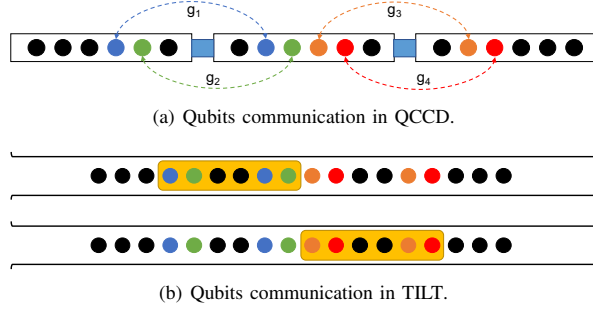 g₁ g₃
g₂ g₄
(a) Qubits communication in QCCD.
(b) Qubits communication in TILT.